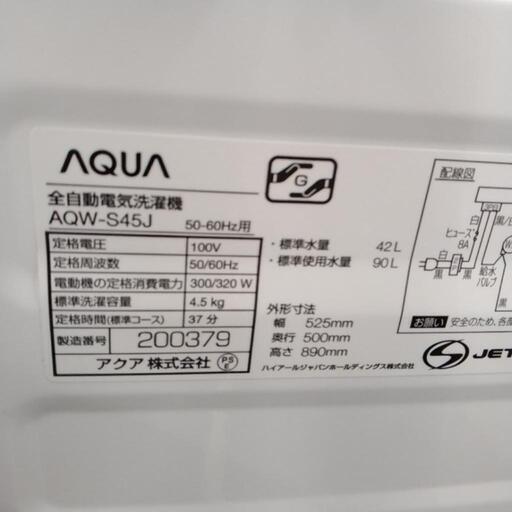 AQUA
G
全自動電気洗濯機
AQW-S45J 50-60Hz用
定格電圧 100V
定格周波数 50/60Hz
電動機の定格消費電力 300/320 W
標準洗濯容量 4.5 kg
定格時間(標準コース) 37分
製造番号 200379
アクア株式会社 PS E
・標準水量 42 L
・標準使用水量 90 L
外形寸法
幅 525mm
奥行 500mm
高さ 890mm
ハイアールジャパンホールディングス株式会社
配線図
白
ヒューズ
8A
白
黒
黒
給水
バルブ
お願い 安全のため、各
S JET